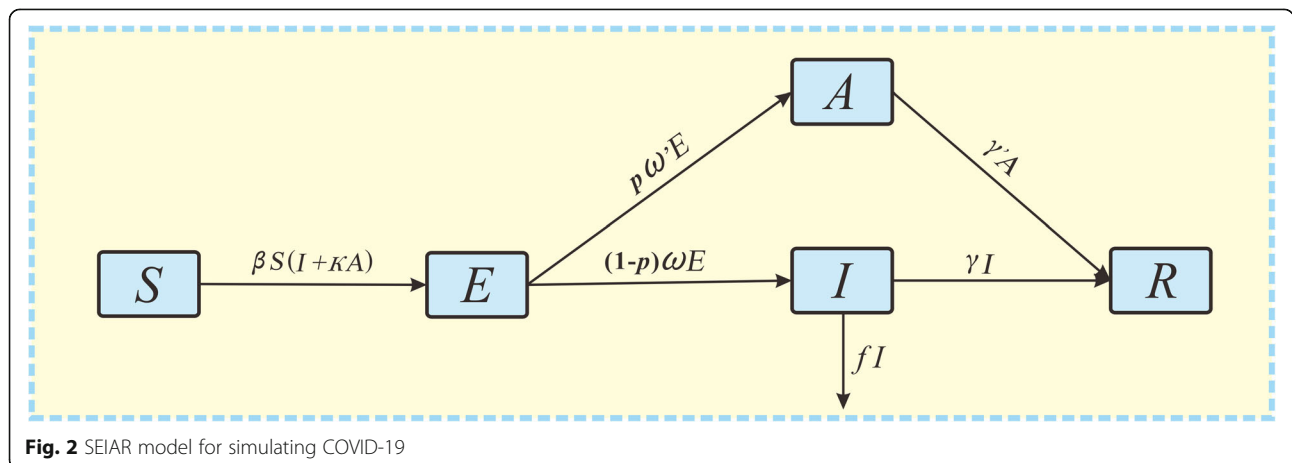 A
pω'E
γ'A
S
βS(I+κA)
E
(1-p)ωE
I
γI
R
fI
Fig. 2 SEIAR model for simulating COVID-19